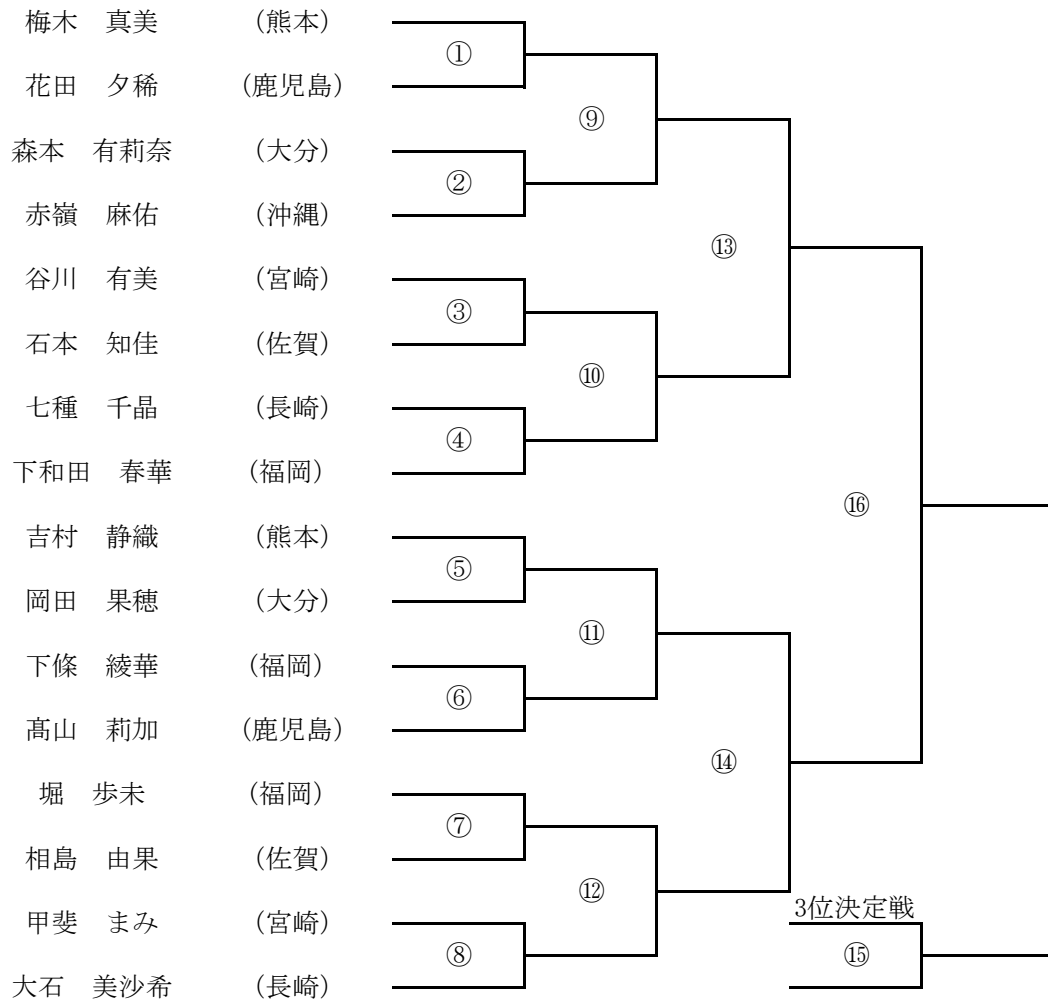 梅木　真美　（熊本）
①
花田　夕稀　（鹿児島）
⑨
森本　有莉奈　（大分）
②
赤嶺　麻佑　（沖縄）
⑬
谷川　有美　（宮崎）
③
石本　知佳　（佐賀）
⑩
七種　千晶　（長崎）
④
下和田　春華　（福岡）
⑯
吉村　静織　（熊本）
⑤
岡田　果穂　（大分）
⑪
下條　綾華　（福岡）
⑥
髙山　莉加　（鹿児島）
⑭
堀　歩未　（福岡）
⑦
相島　由果　（佐賀）
⑫
3位決定戦
甲斐　まみ　（宮崎）
⑧
⑮
大石　美沙希　（長崎）